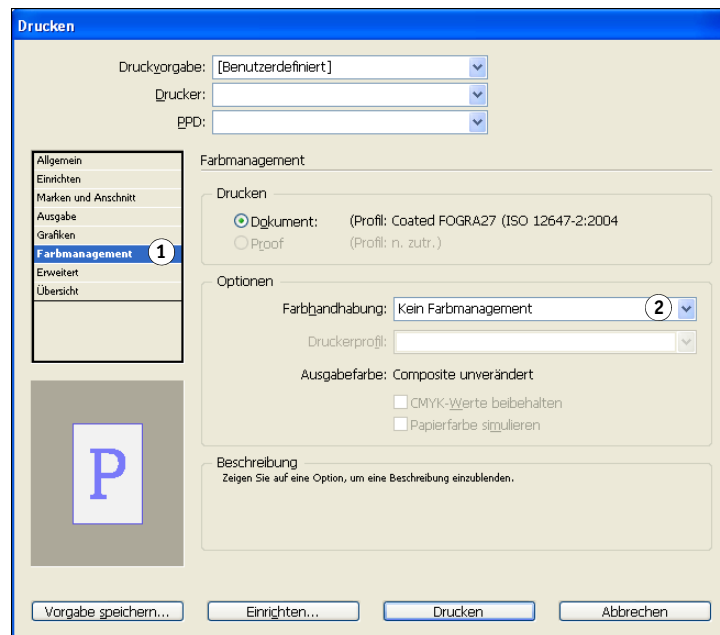 Drucken
Druckvorgabe: [Benutzerdefiniert]
Drucker:
PPD:
Allgemein
Einrichten
Marken und Anschnitt
Ausgabe
Grafiken
Farbmanagement 1
Erweitert
Übersicht
Farbmanagement
Drucken
Dokument: (Profil: Coated FOGRA27 (ISO 12647-2:2004
Proof (Profil: n. zutr.)
Optionen
Farbhandhabung: Kein Farbmanagement 2
Druckerprofil:
Ausgabefarbe: Composite unverändert
CMYK-Werte beibehalten
Papierfarbe simulieren
P
Beschreibung
Zeigen Sie auf eine Option, um eine Beschreibung einzublenden.
Vorgabe speichern... Einrichten... Drucken Abbrechen